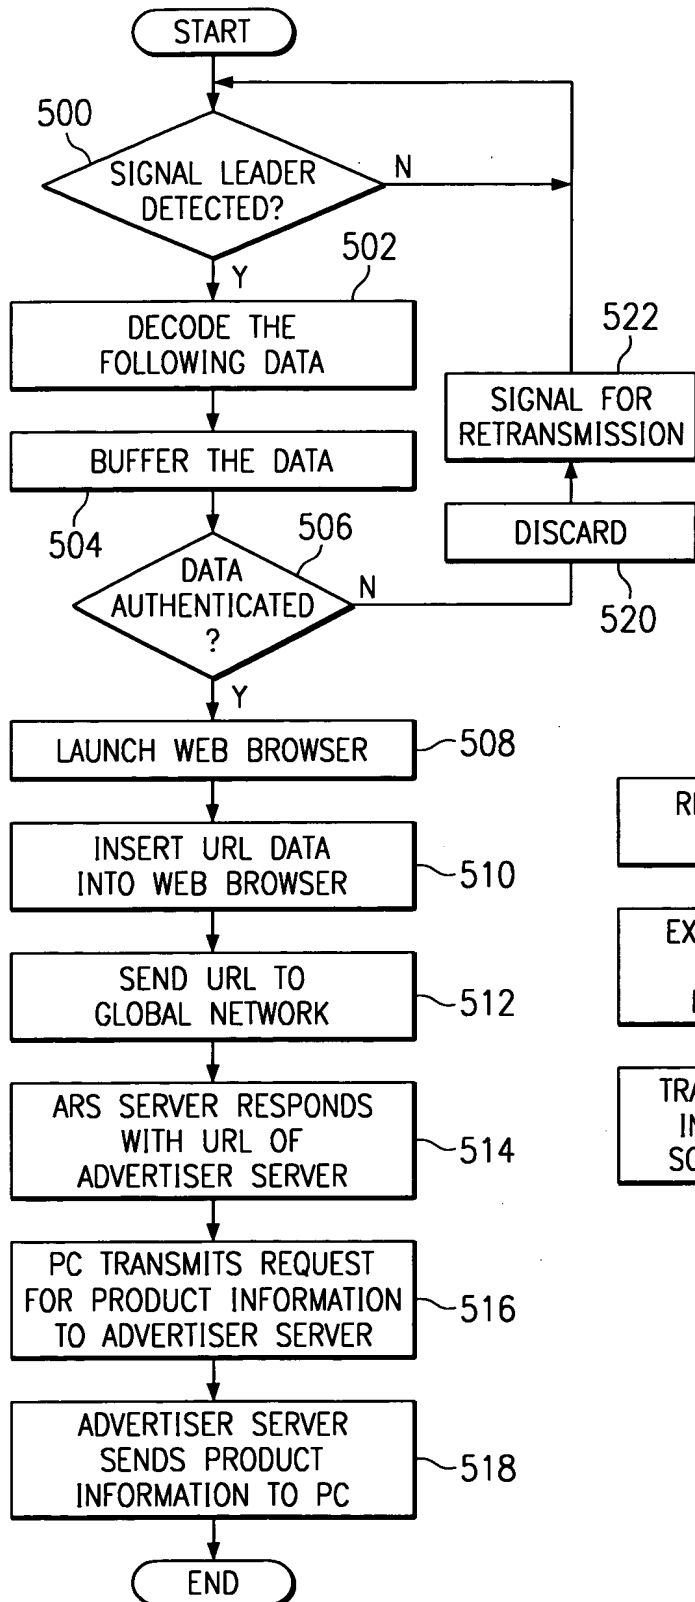 START
500
SIGNAL LEADER
DETECTED?
N
Y
502
DECODE THE
FOLLOWING DATA
522
SIGNAL FOR
RETRANSMISSION
BUFFER THE DATA
504
DISCARD
520
506
DATA
AUTHENTICATED
?
N
Y
LAUNCH WEB BROWSER
508
INSERT URL DATA
INTO WEB BROWSER
510
SEND URL TO
GLOBAL NETWORK
512
ARS SERVER RESPONDS
WITH URL OF
ADVERTISER SERVER
514
PC TRANSMITS REQUEST
FOR PRODUCT INFORMATION
TO ADVERTISER SERVER
516
ADVERTISER SERVER
SENDS PRODUCT
INFORMATION TO PC
518
END